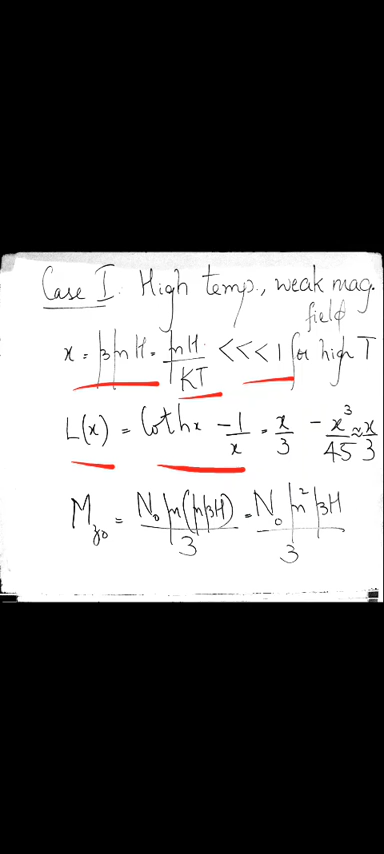 Case I. High temp., weak mag. field
x = βμH = μH/KT <<< 1 for high T
L(x) = Cothx - 1/x = x/3 - x³/45 ≈ x/3
M_z0 = N₀μ(μβH)/3 = N₀μ²βH/3